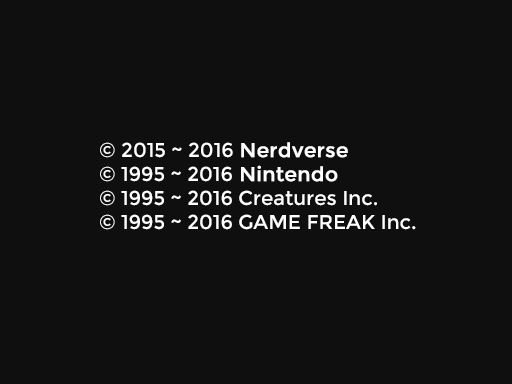 © 2015 ~ 2016 Nerdverse
© 1995 ~ 2016 Nintendo
© 1995 ~ 2016 Creatures Inc.
© 1995 ~ 2016 GAME FREAK Inc.